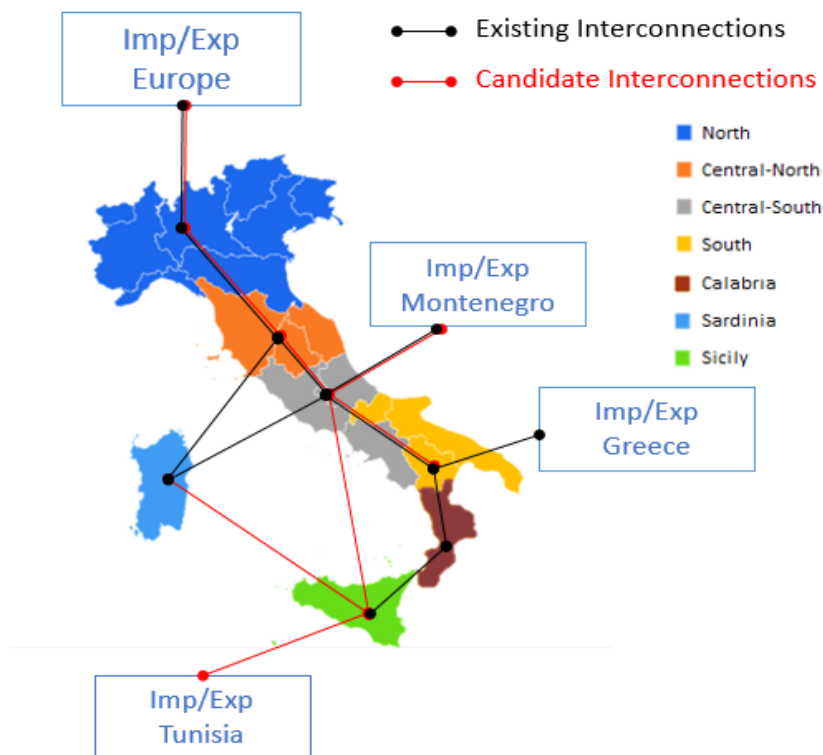 Imp/Exp
Europe
Existing Interconnections
Candidate Interconnections
North
Central-North
Central-South
South
Calabria
Sardinia
Sicily
Imp/Exp
Montenegro
Imp/Exp
Greece
Imp/Exp
Tunisia